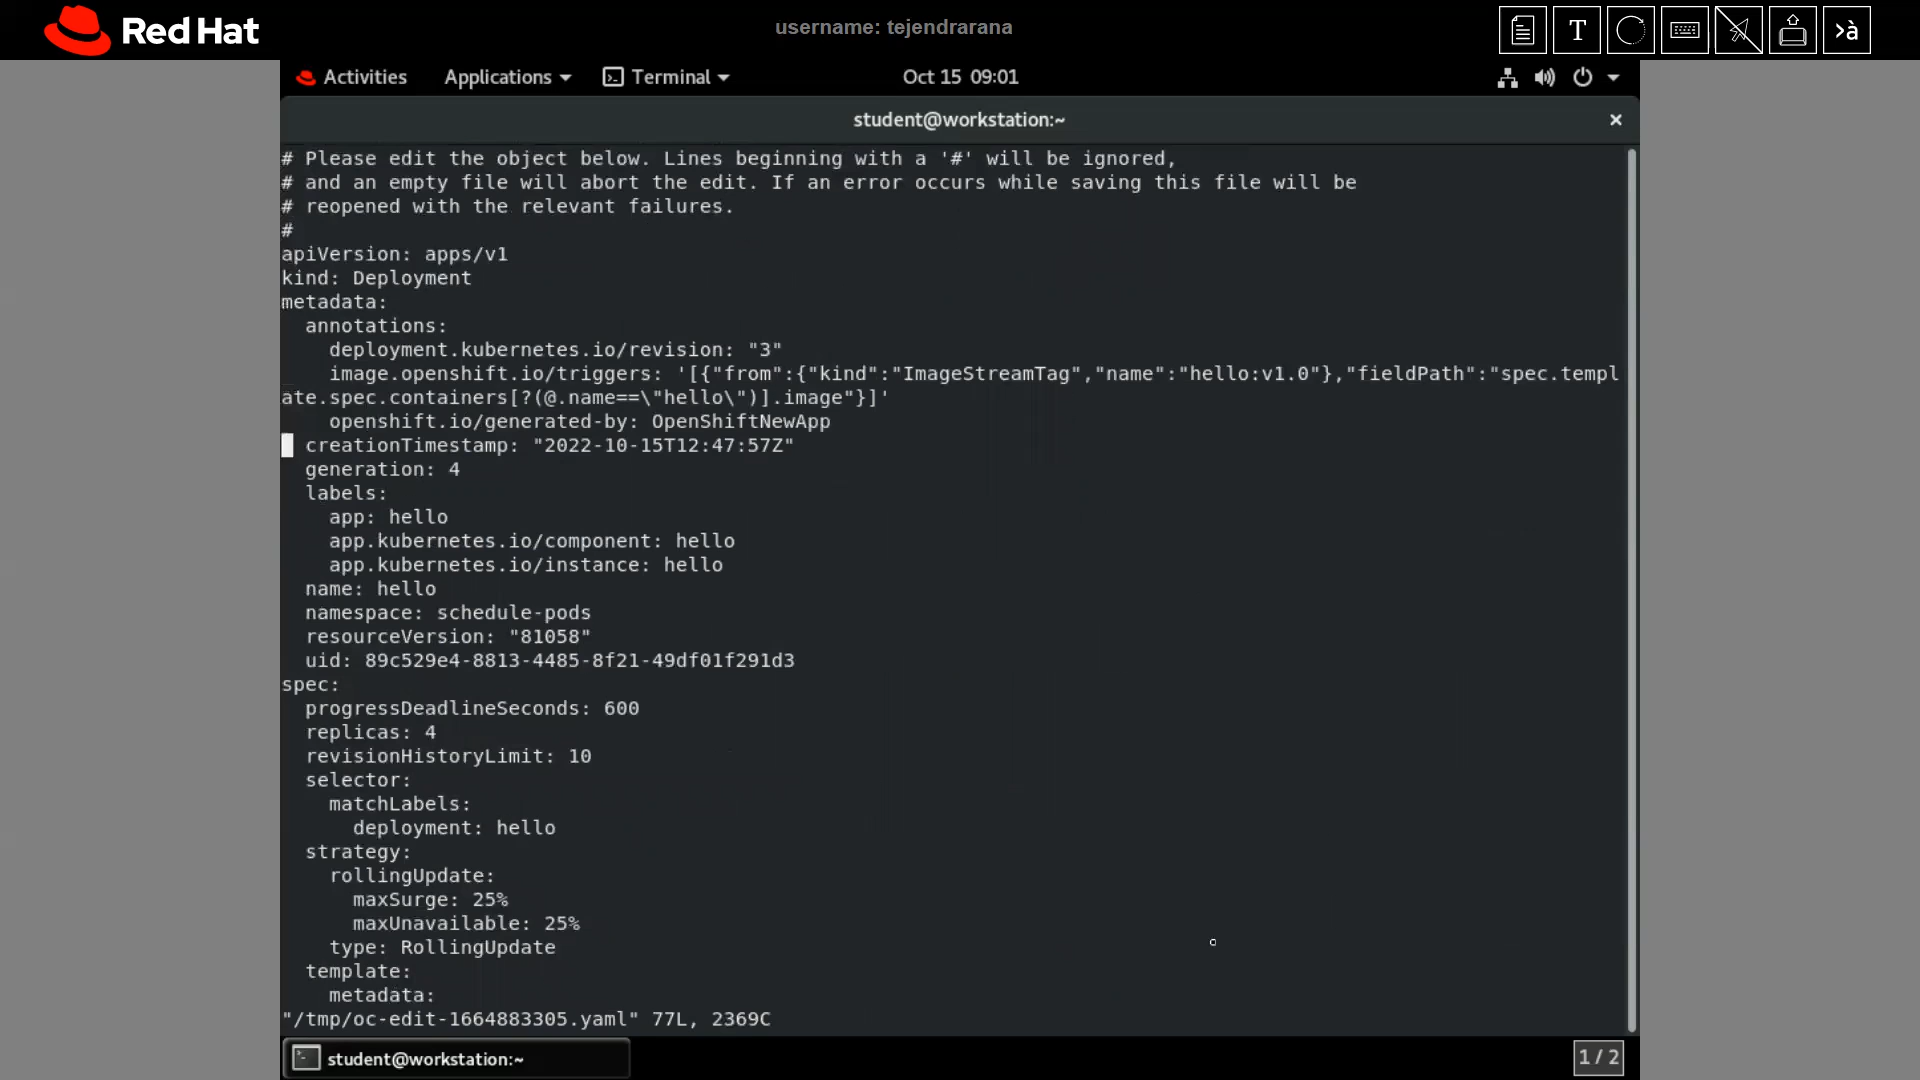 Red Hat
username: tejendrarana
T
>à
Activities
Applications
Terminal
Oct 15 09:01
student@workstation:~
×
# Please edit the object below. Lines beginning with a '#' will be ignored,
# and an empty file will abort the edit. If an error occurs while saving this file will be
# reopened with the relevant failures.
#
apiVersion: apps/v1
kind: Deployment
metadata:
  annotations:
    deployment.kubernetes.io/revision: "3"
    image.openshift.io/triggers: '[{"from":{"kind":"ImageStreamTag","name":"hello:v1.0"},"fieldPath":"spec.templ
ate.spec.containers[?(@.name==\"hello\")].image"}]'
    openshift.io/generated-by: OpenShiftNewApp
  creationTimestamp: "2022-10-15T12:47:57Z"
  generation: 4
  labels:
    app: hello
    app.kubernetes.io/component: hello
    app.kubernetes.io/instance: hello
  name: hello
  namespace: schedule-pods
  resourceVersion: "81058"
  uid: 89c529e4-8813-4485-8f21-49df01f291d3
spec:
  progressDeadlineSeconds: 600
  replicas: 4
  revisionHistoryLimit: 10
  selector:
    matchLabels:
      deployment: hello
  strategy:
    rollingUpdate:
      maxSurge: 25%
      maxUnavailable: 25%
    type: RollingUpdate
  template:
    metadata:
"/tmp/oc-edit-1664883305.yaml" 77L, 2369C
student@workstation:~
1 / 2